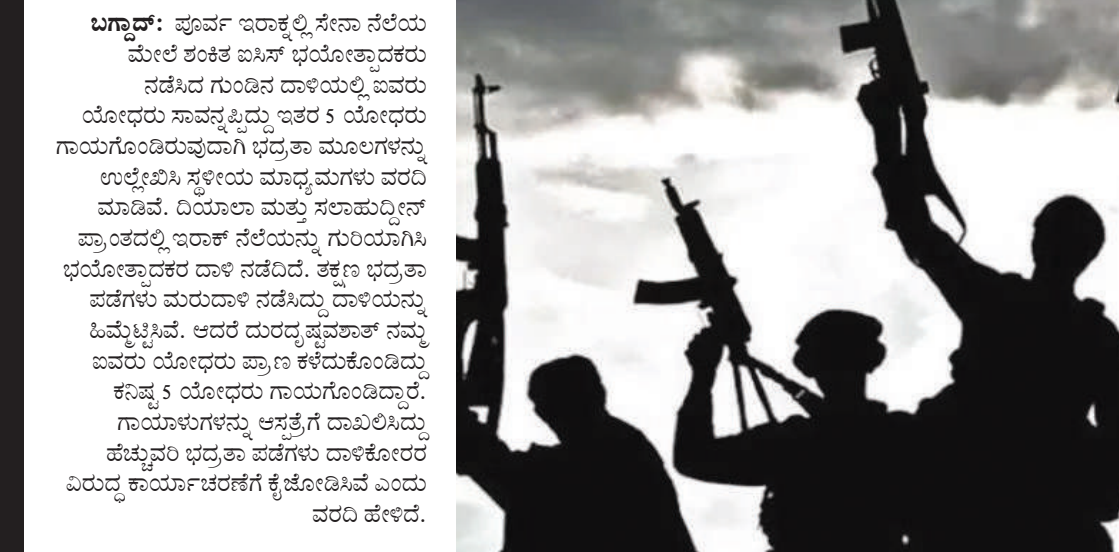 ಬಗ್ದಾದ್: ಪೂರ್ವ ಇರಾಕ್ನಲ್ಲಿ ಸೇನಾ ನೆಲೆಯ
ಮೇಲೆ ಶಂಕಿತ ಐಸಿಸ್ ಭಯೋತ್ಪಾದಕರು
ನಡೆಸಿದ ಗುಂಡಿನ ದಾಳಿಯಲ್ಲಿ ಐವರು
ಯೋಧರು ಸಾವನ್ನಪ್ಪಿದ್ದು ಇತರ 5 ಯೋಧರು
ಗಾಯಗೊಂಡಿರುವುದಾಗಿ ಭದ್ರತಾ ಮೂಲಗಳನ್ನು
ಉಲ್ಲೇಖಿಸಿ ಸ್ಥಳೀಯ ಮಾಧ್ಯಮಗಳು ವರದಿ
ಮಾಡಿವೆ. ದಿಯಾಲಾ ಮತ್ತು ಸಲಾಹುದ್ದೀನ್
ಪ್ರಾಂತದಲ್ಲಿ ಇರಾಕ್ ನೆಲೆಯನ್ನು ಗುರಿಯಾಗಿಸಿ
ಭಯೋತ್ಪಾದಕರ ದಾಳಿ ನಡೆದಿದೆ. ತಕ್ಷಣ ಭದ್ರತಾ
ಪಡೆಗಳು ಮರುದಾಳಿ ನಡೆಸಿದ್ದು ದಾಳಿಯನ್ನು
ಹಿಮ್ಮೆಟ್ಟಿಸಿವೆ. ಆದರೆ ದುರದೃಷ್ಟವಶಾತ್ ನಮ್ಮ
ಐವರು ಯೋಧರು ಪ್ರಾಣ ಕಳೆದುಕೊಂಡಿದ್ದು
ಕನಿಷ್ಟ 5 ಯೋಧರು ಗಾಯಗೊಂಡಿದ್ದಾರೆ.
ಗಾಯಾಳುಗಳನ್ನು ಆಸ್ಪತ್ರೆಗೆ ದಾಖಲಿಸಿದ್ದು
ಹೆಚ್ಚುವರಿ ಭದ್ರತಾ ಪಡೆಗಳು ದಾಳಿಕೋರರ
ವಿರುದ್ಧ ಕಾರ್ಯಾಚರಣೆಗೆ ಕೈಜೋಡಿಸಿವೆ ಎಂದು
ವರದಿ ಹೇಳಿದೆ.